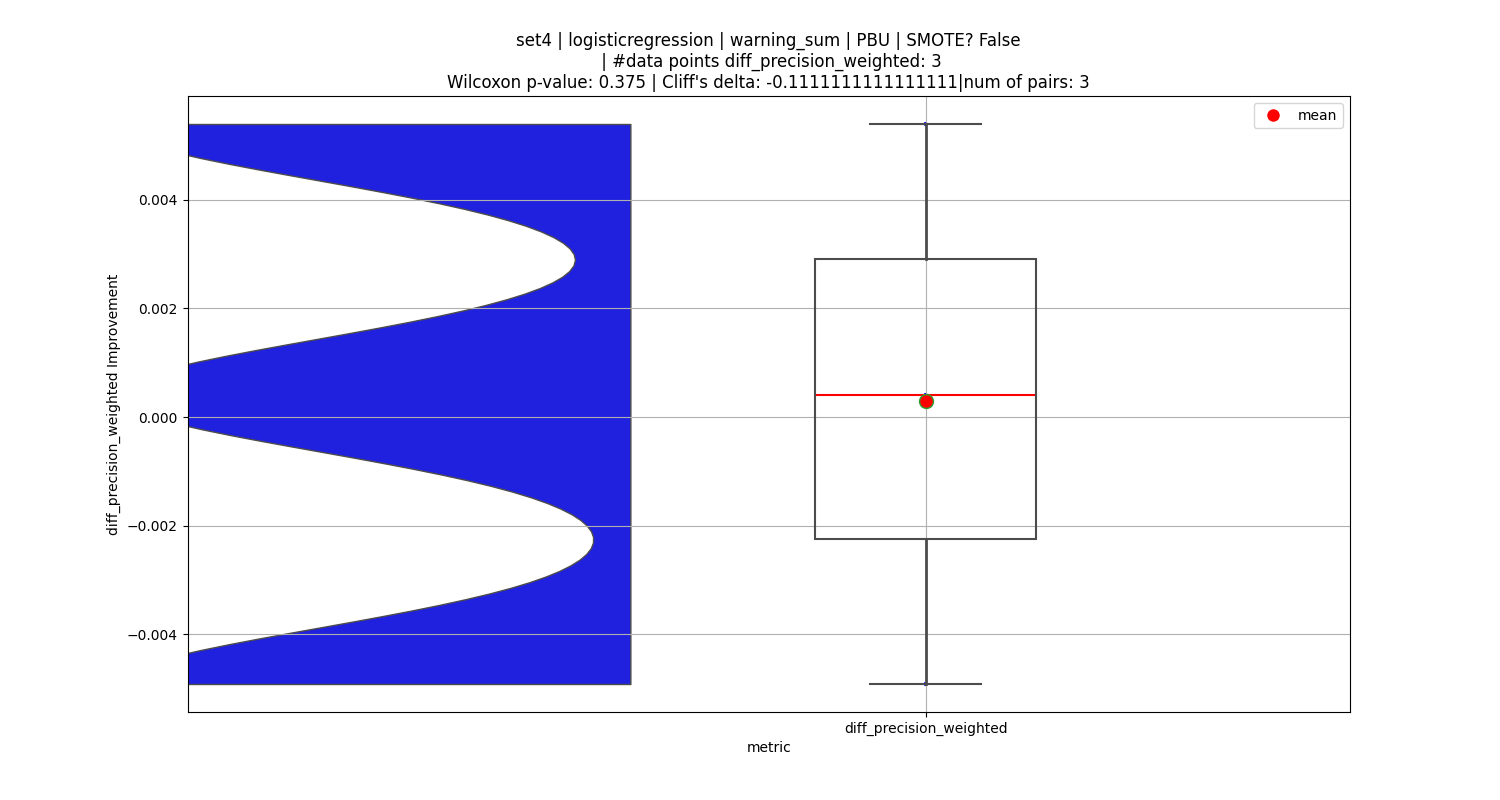 set4 | logisticregression | warning_sum | PBU | SMOTE? False
| #data points diff_precision_weighted: 3
Wilcoxon p-value: 0.375 | Cliff's delta: -0.1111111111111111|num of pairs: 3
mean
0.004
0.002
0.000
−0.002
−0.004
diff_precision_weighted Improvement
diff_precision_weighted
metric